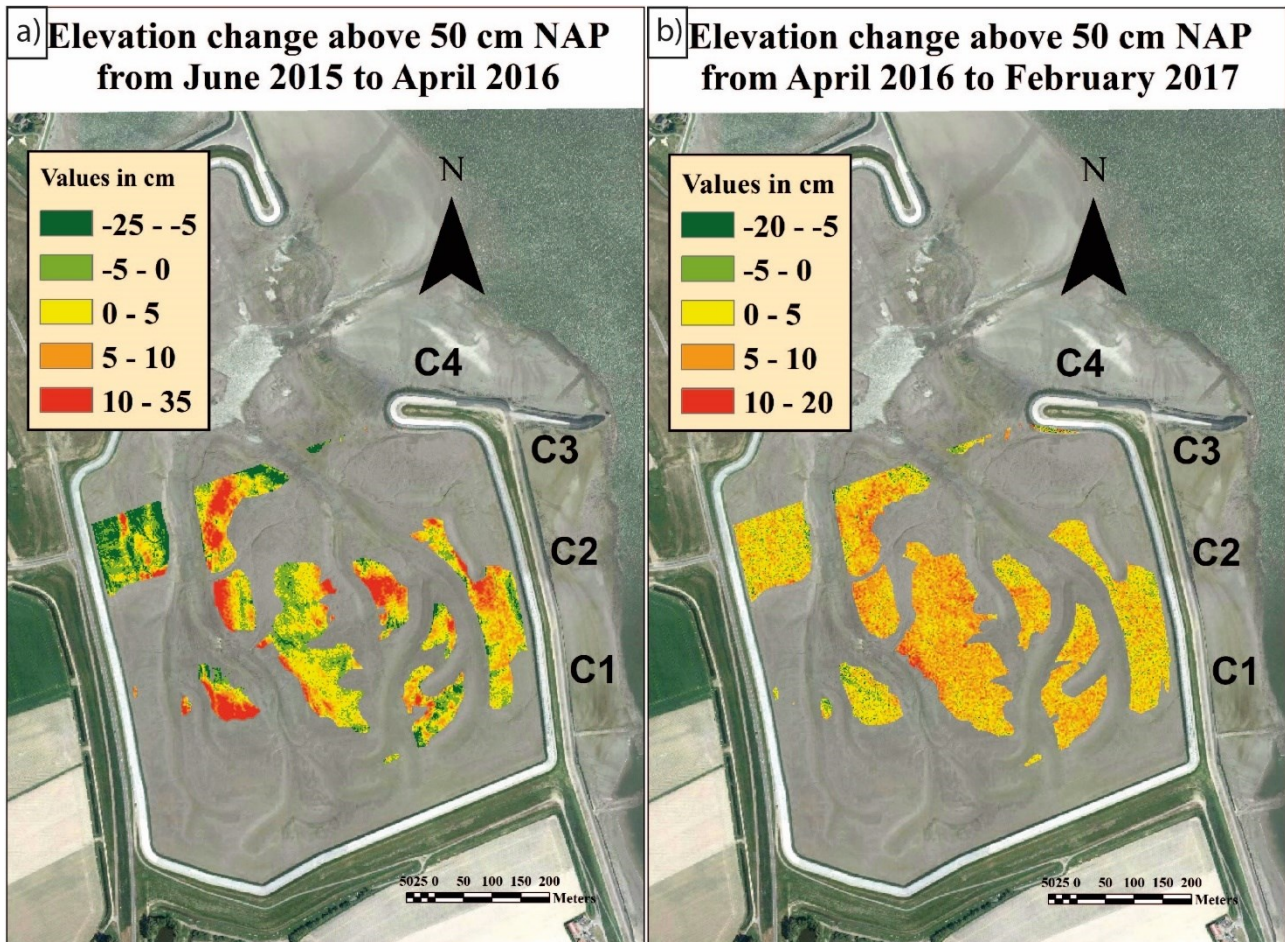 a) Elevation change above 50 cm NAP
from June 2015 to April 2016
Values in cm
-25 - -5
-5 - 0
0 - 5
5 - 10
10 - 35
N
C4
C3
C2
C1
5025 0 50 100 150 200
Meters
b) Elevation change above 50 cm NAP
from April 2016 to February 2017
Values in cm
-20 - -5
-5 - 0
0 - 5
5 - 10
10 - 20
N
C4
C3
C2
C1
5025 0 50 100 150 200
Meters